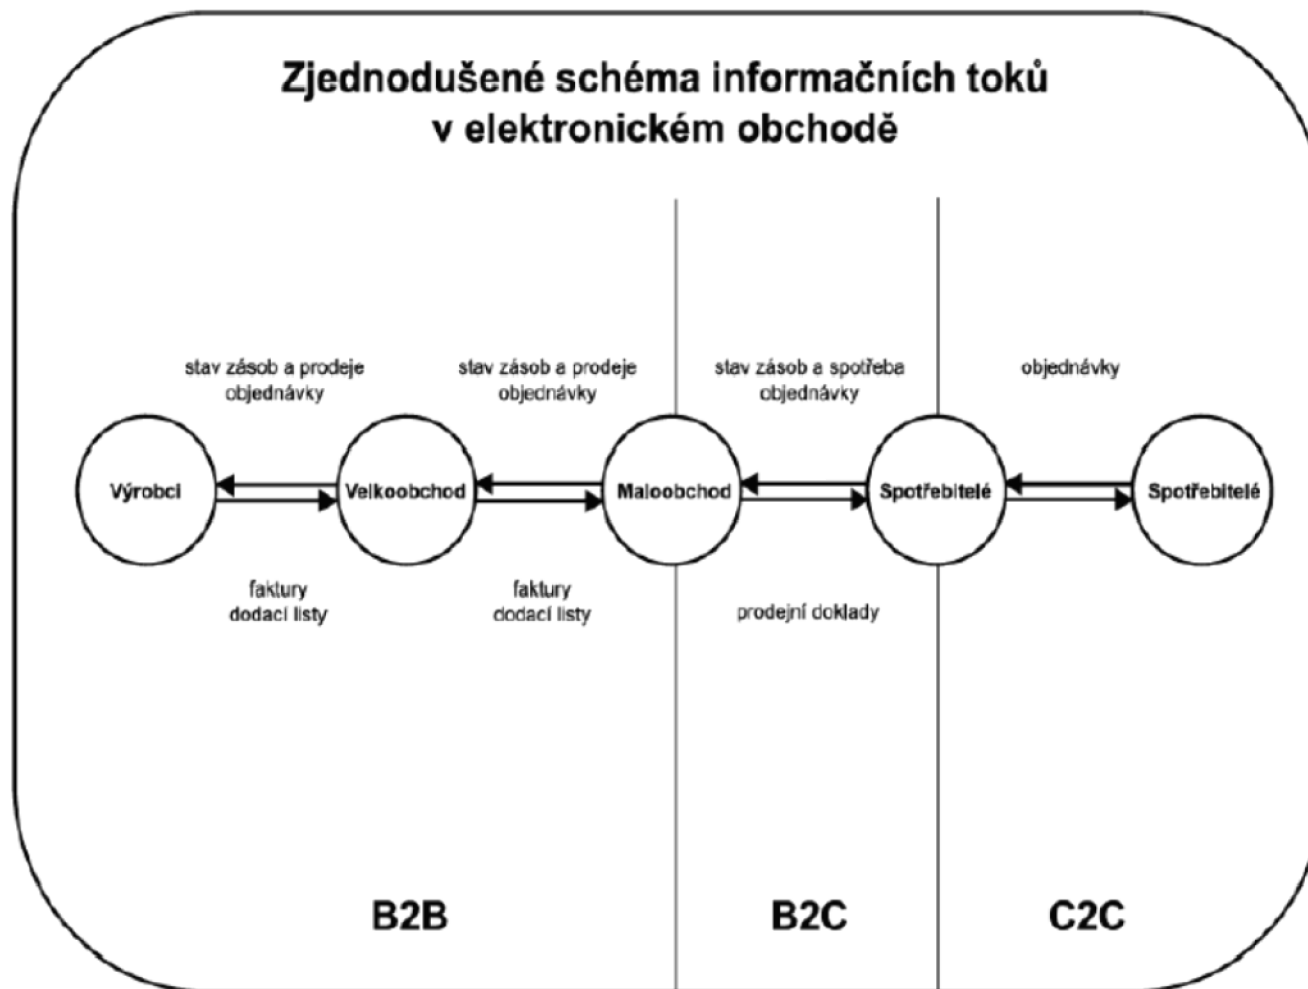 Zjednodušené schéma informačních toků
v elektronickém obchodě
stav zásob a prodeje
objednávky
stav zásob a prodeje
objednávky
stav zásob a spotřeba
objednávky
objednávky
Výrobci
Velkoobchod
Maloobchod
Spotřebitelé
Spotřebitelé
faktury
dodací listy
faktury
dodací listy
prodejní doklady
B2B
B2C
C2C